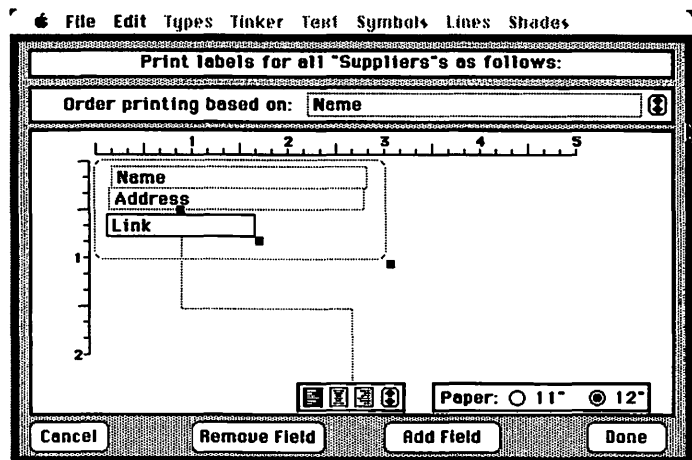 File Edit Types Tinker Text Symbols Lines Shades
Print labels for all "Suppliers"s as follows:
Order printing based on: Name
1 2 3 4 5
Name
Address
Link
1
2
Paper: 11" 12"
Cancel Remove Field Add Field Done